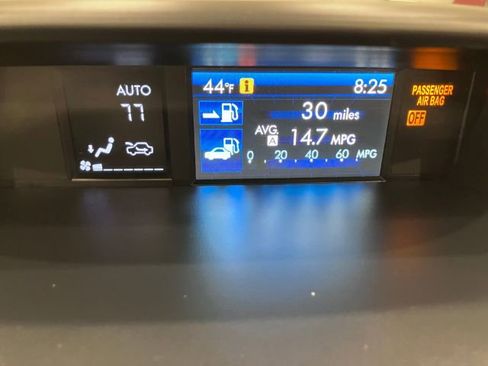 AUTO
77
44°F i 8:25
30 miles
AVG.
A 14.7 MPG
0 20 40 60 MPG
PASSENGER
AIR BAG
OFF